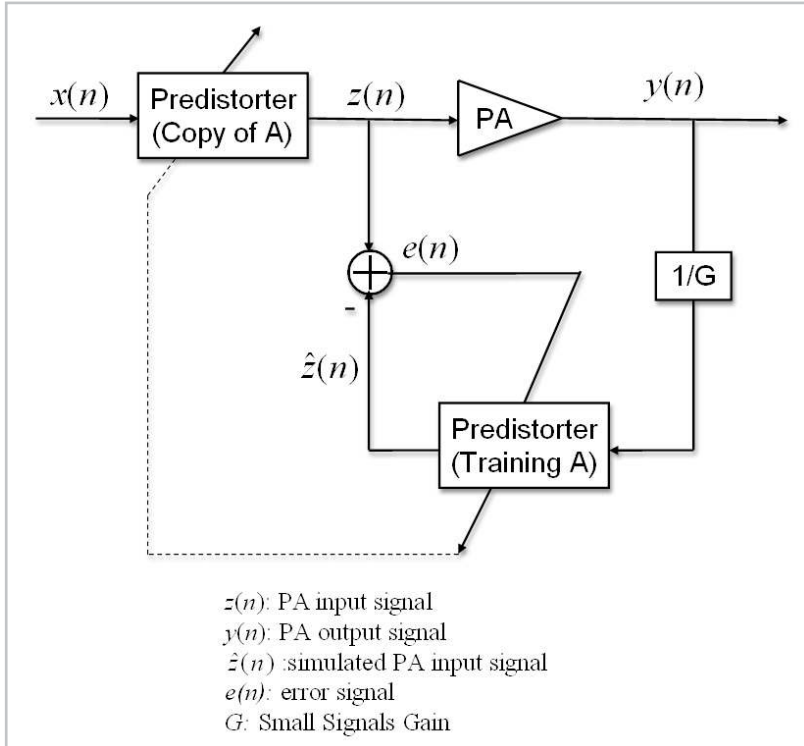 x(n)
Predistorter
(Copy of A)
z(n)
PA
y(n)
e(n)
1/G
-
ẑ(n)
Predistorter
(Training A)
z(n): PA input signal
y(n): PA output signal
ẑ(n) :simulated PA input signal
e(n): error signal
G: Small Signals Gain